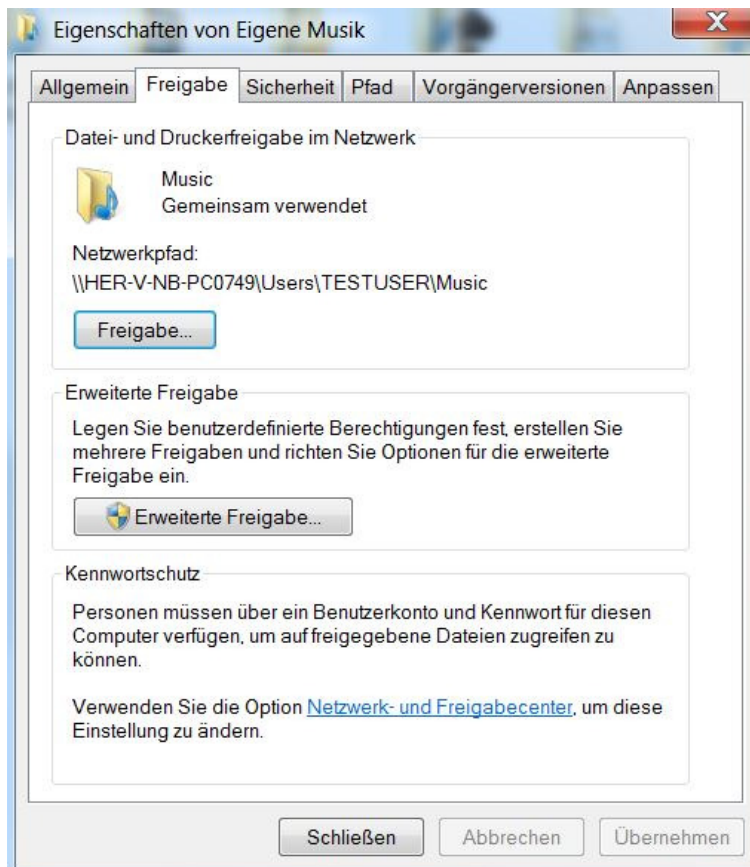 Eigenschaften von Eigene Musik
X
Allgemein Freigabe Sicherheit Pfad Vorgängerversionen Anpassen
Datei- und Druckerfreigabe im Netzwerk
Music
Gemeinsam verwendet
Netzwerkpfad:
\\HER-V-NB-PC0749\Users\TESTUSER\Music
Freigabe...
Erweiterte Freigabe
Legen Sie benutzerdefinierte Berechtigungen fest, erstellen Sie
mehrere Freigaben und richten Sie Optionen für die erweiterte
Freigabe ein.
Erweiterte Freigabe...
Kennwortschutz
Personen müssen über ein Benutzerkonto und Kennwort für diesen
Computer verfügen, um auf freigegebene Dateien zugreifen zu
können.
Verwenden Sie die Option Netzwerk- und Freigabecenter, um diese
Einstellung zu ändern.
Schließen Abbrechen Übernehmen